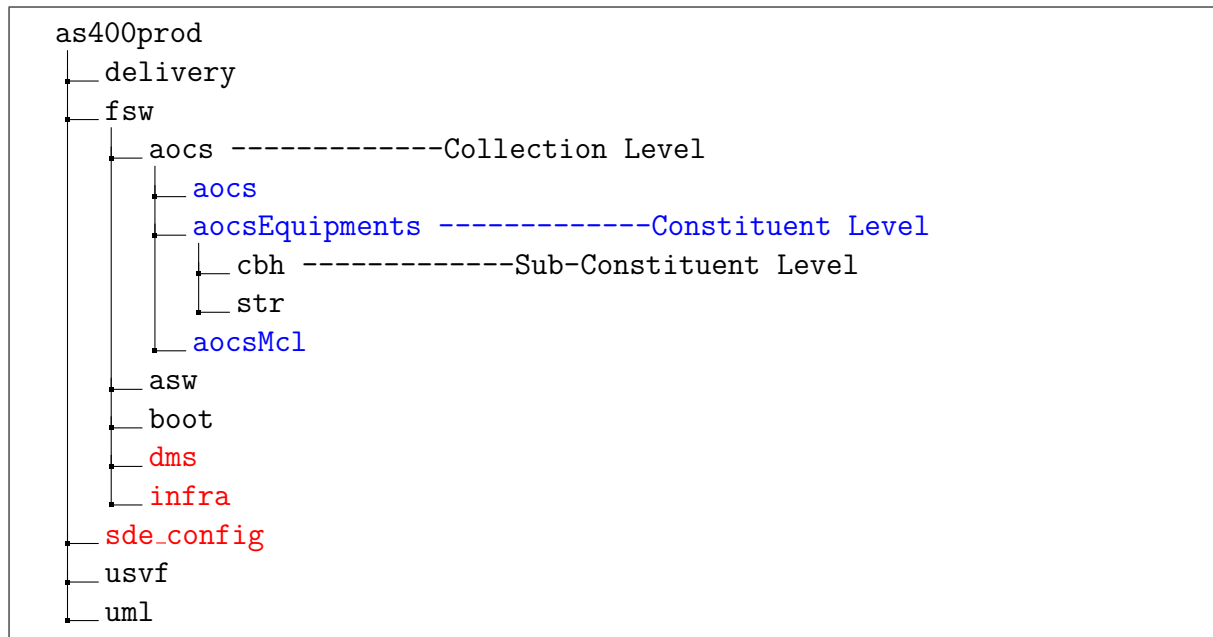 as400prod
delivery
fsw
aocs -------------Collection Level
aocs
aocsEquipments -------------Constituent Level
cbh -------------Sub-Constituent Level
str
aocsMcl
asw
boot
dms
infra
sde_config
usvf
uml